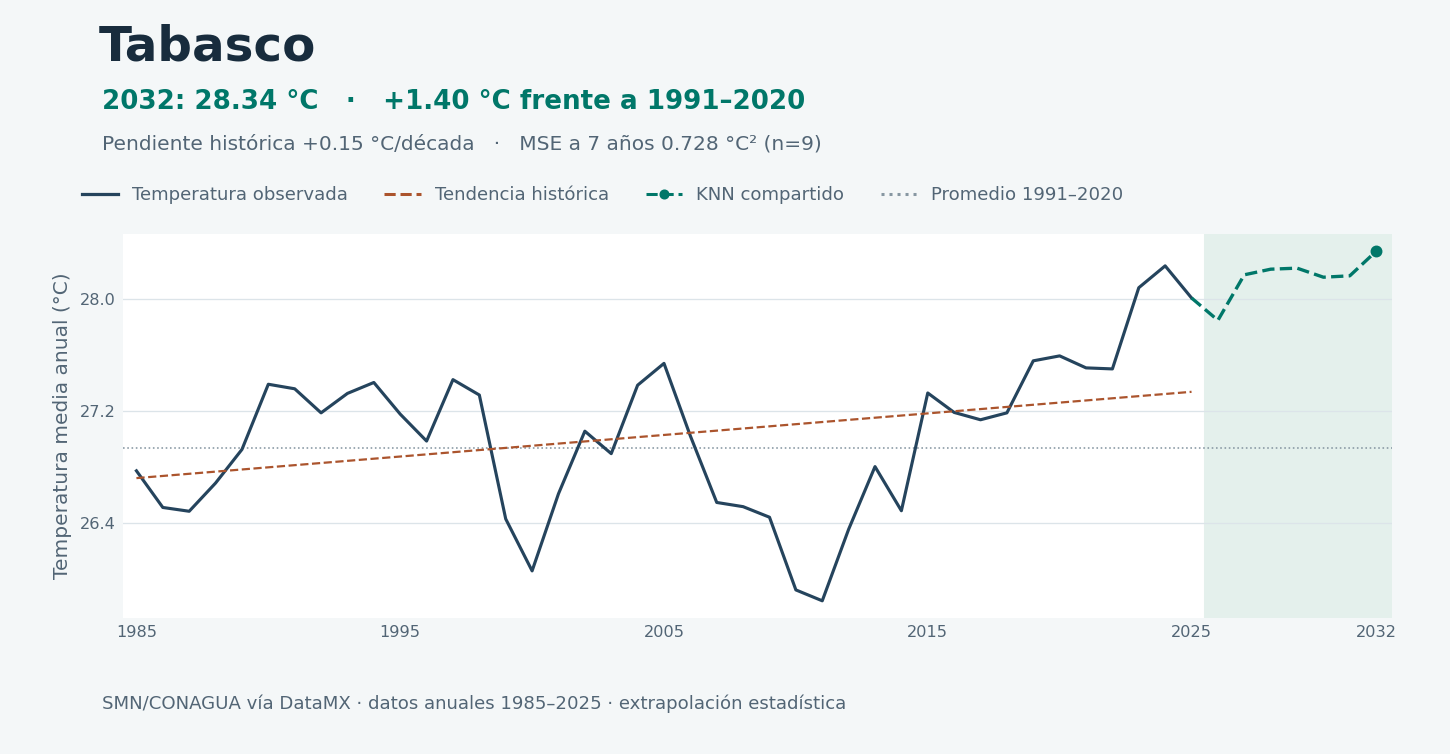 Tabasco
2032: 28.34 °C · +1.40 °C frente a 1991–2020
Pendiente histórica +0.15 °C/década · MSE a 7 años 0.728 °C² (n=9)
Temperatura observada Tendencia histórica KNN compartido Promedio 1991–2020
Temperatura media anual (°C)
28.0
27.2
26.4
1985 1995 2005 2015 2025 2032
SMN/CONAGUA vía DataMX · datos anuales 1985–2025 · extrapolación estadística